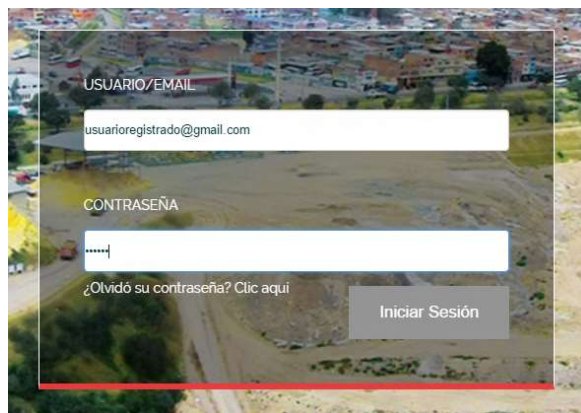 USUARIO/EMAIL
usuarioregistrado@gmail.com
CONTRASEÑA
••••••
¿Olvidó su contraseña? Clic aqui
Iniciar Sesión